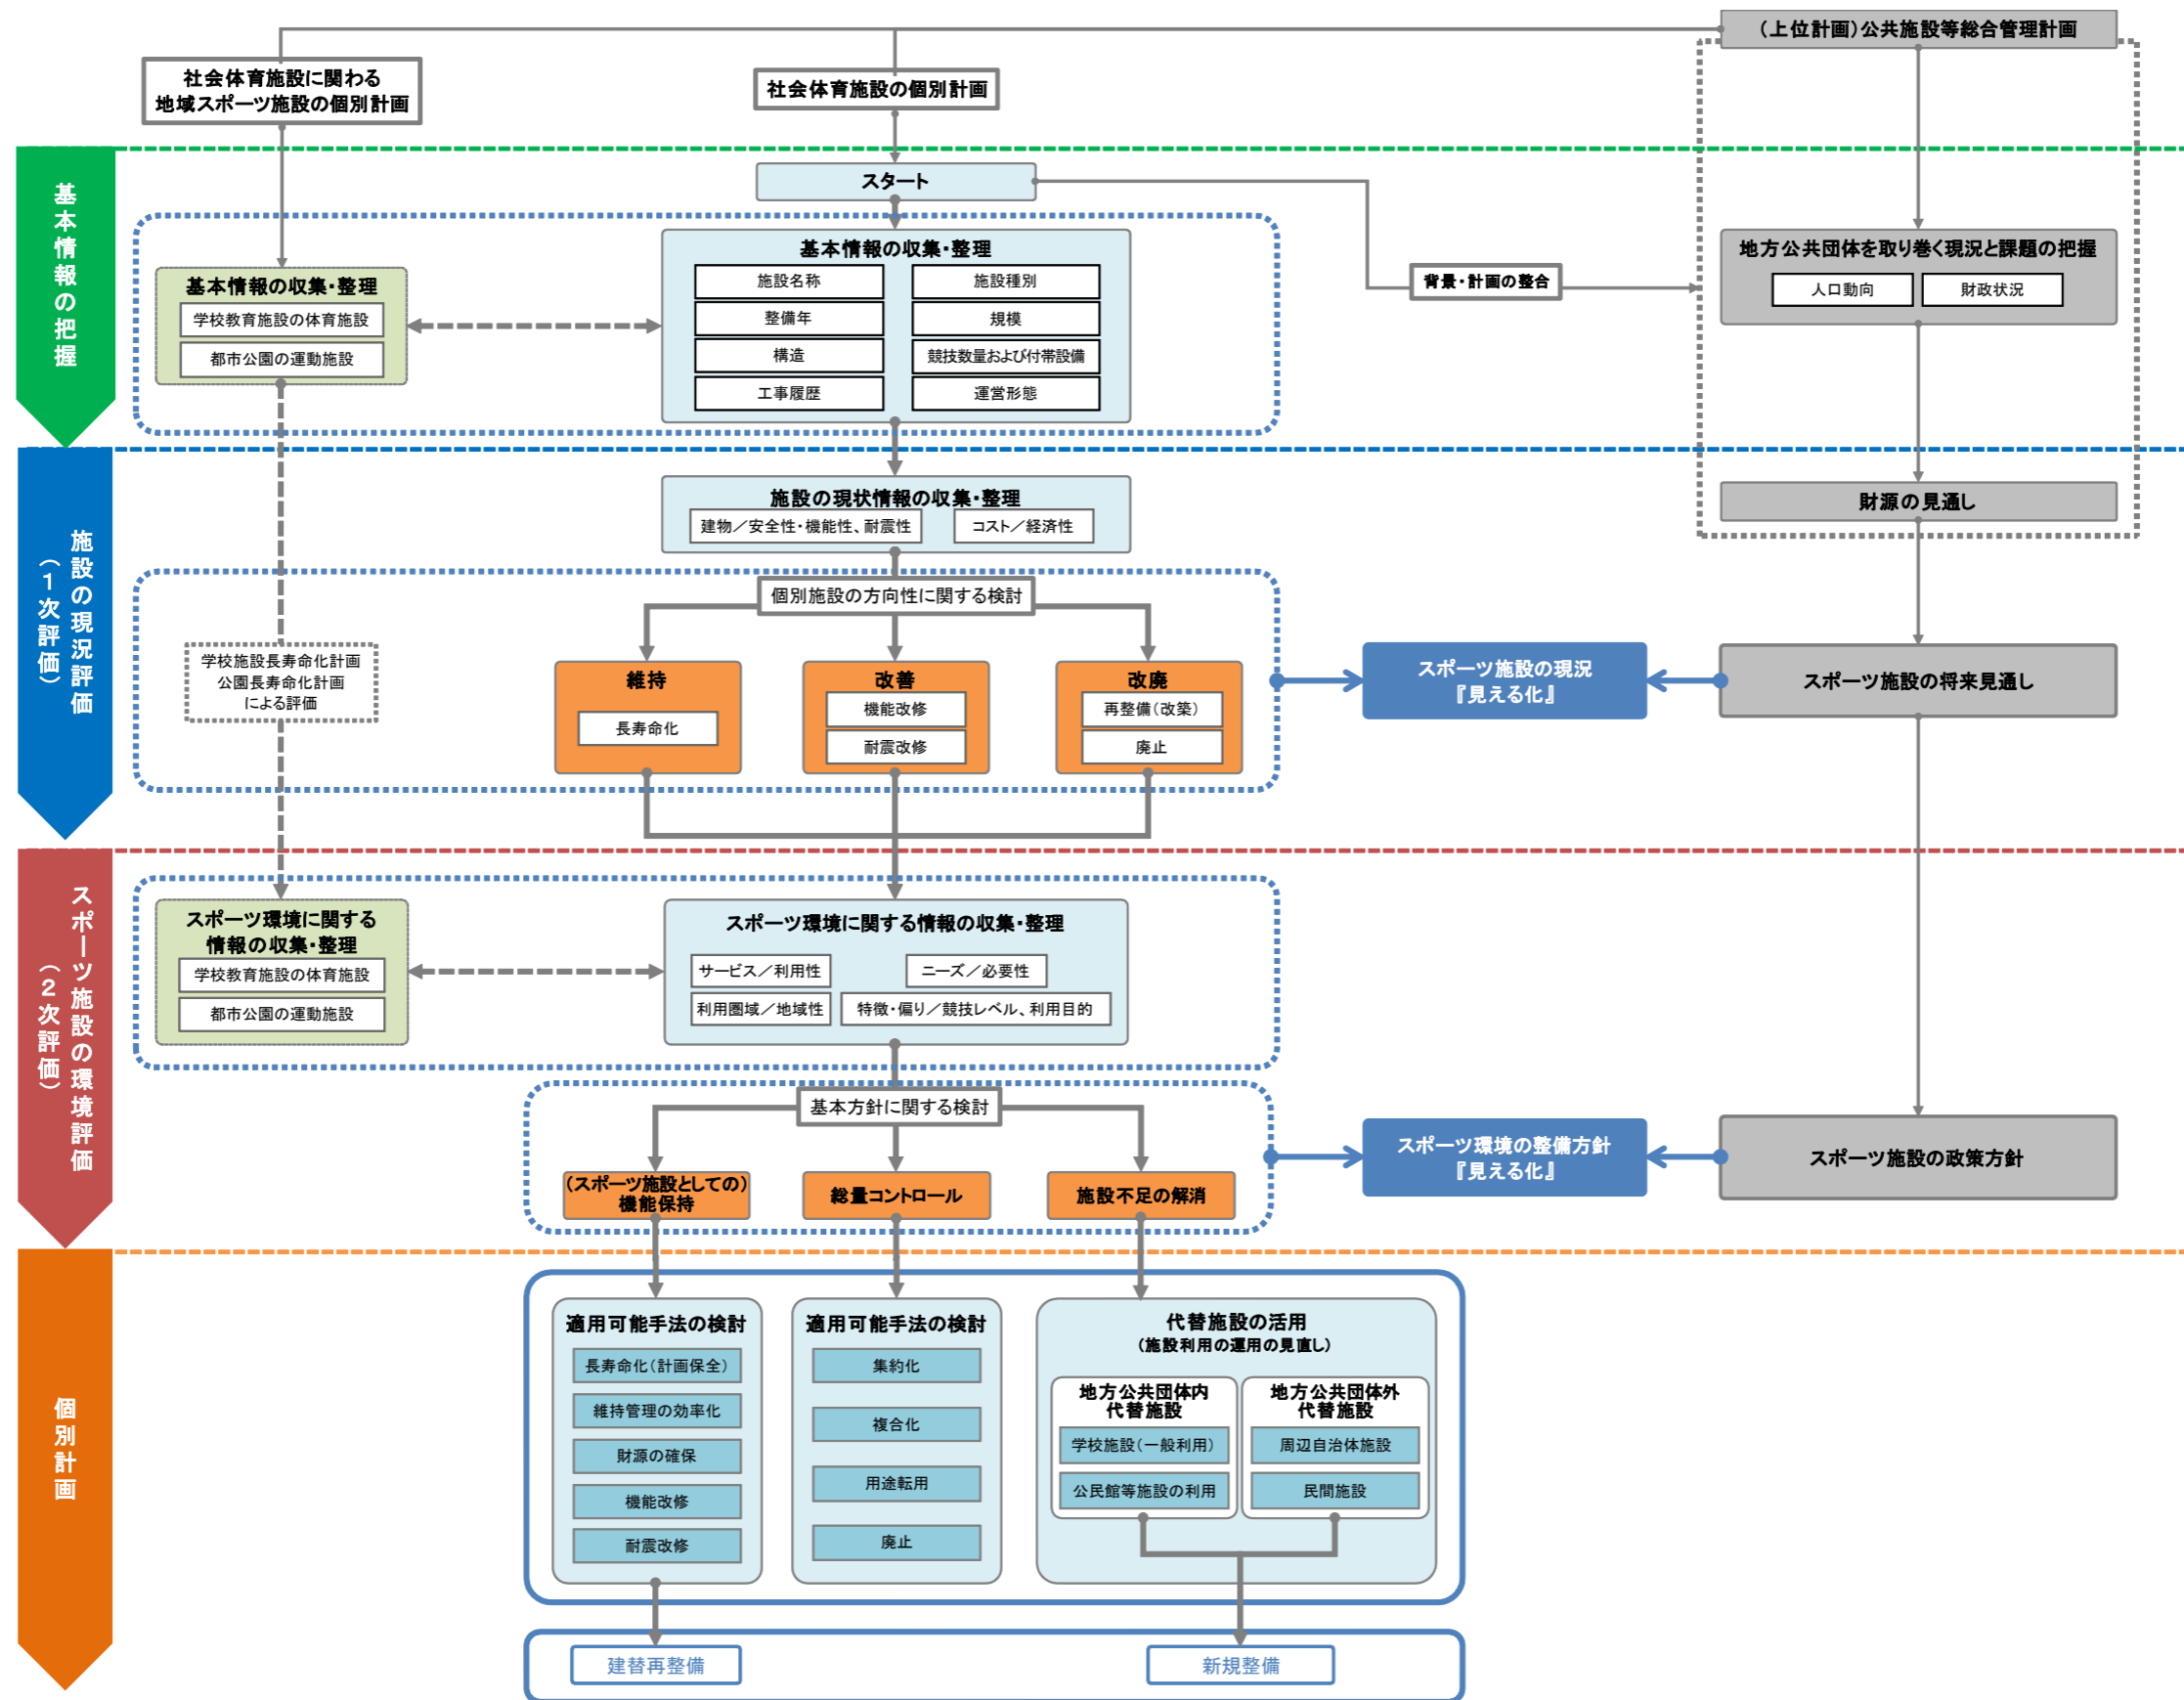 (上位計画)公共施設等総合管理計画
社会体育施設に関わる
地域スポーツ施設の個別計画
社会体育施設の個別計画
基本情報の把握
スタート
基本情報の収集・整理
学校教育施設の体育施設
都市公園の運動施設
基本情報の収集・整理
施設名称
施設種別
整備年
規模
構造
競技数量および付帯設備
工事履歴
運営形態
背景・計画の整合
地方公共団体を取り巻く現況と課題の把握
人口動向
財政状況
施設の現況評価
(1次評価)
施設の現状情報の収集・整理
建物/安全性・機能性、耐震性
コスト/経済性
財源の見通し
個別施設の方向性に関する検討
学校施設長寿命化計画
公園長寿命化計画
による評価
維持
長寿命化
改善
機能改修
耐震改修
改廃
再整備(改築)
廃止
スポーツ施設の現況
『見える化』
スポーツ施設の将来見通し
スポーツ施設の環境評価
(2次評価)
スポーツ環境に関する
情報の収集・整理
学校教育施設の体育施設
都市公園の運動施設
スポーツ環境に関する情報の収集・整理
サービス/利用性
ニーズ/必要性
利用圏域/地域性
特徴・偏り/競技レベル、利用目的
基本方針に関する検討
(スポーツ施設としての)
機能保持
総量コントロール
施設不足の解消
スポーツ環境の整備方針
『見える化』
スポーツ施設の政策方針
個別計画
適用可能手法の検討
長寿命化(計画保全)
維持管理の効率化
財源の確保
機能改修
耐震改修
適用可能手法の検討
集約化
複合化
用途転用
廃止
代替施設の活用
(施設利用の運用の見直し)
地方公共団体内
代替施設
学校施設(一般利用)
公民館等施設の利用
地方公共団体外
代替施設
周辺自治体施設
民間施設
建替再整備
新規整備